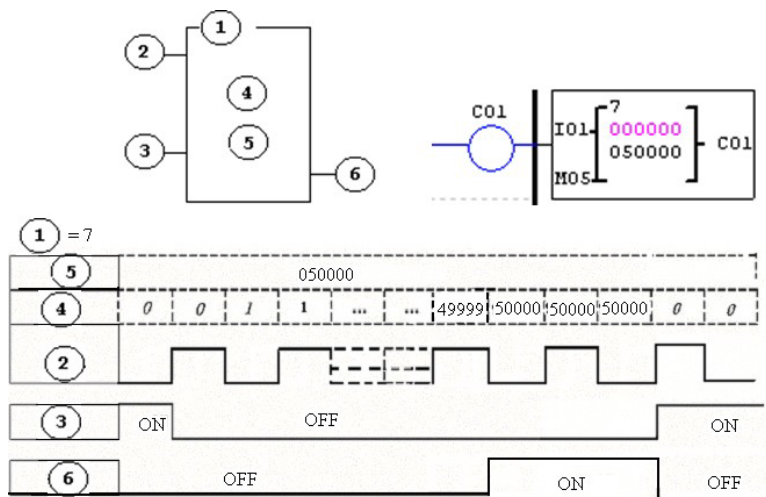 1
2
4
3
5
6
C01
7
I01
000000
050000
C01
M05
1 = 7
5 050000
4 0 0 1 1 ... ... 49999 50000 50000 50000 0 0
2
3 ON OFF ON
6 OFF ON OFF